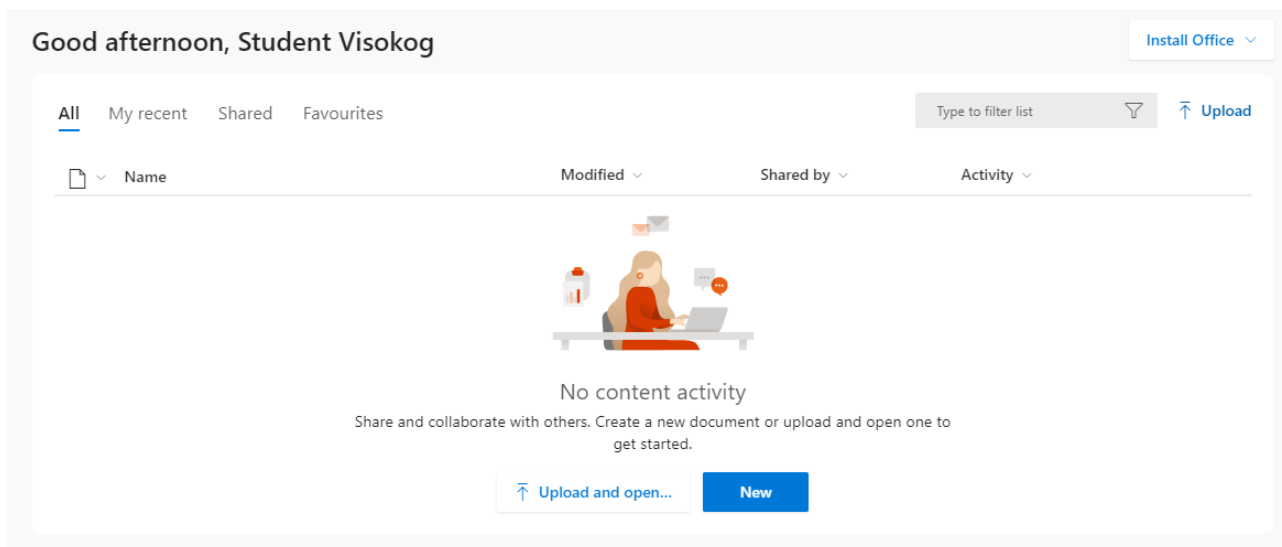 Good afternoon, Student Visokog
Install Office
All My recent Shared Favourites
Type to filter list
Upload
Name Modified Shared by Activity
No content activity
Share and collaborate with others. Create a new document or upload and open one to
get started.
Upload and open...
New